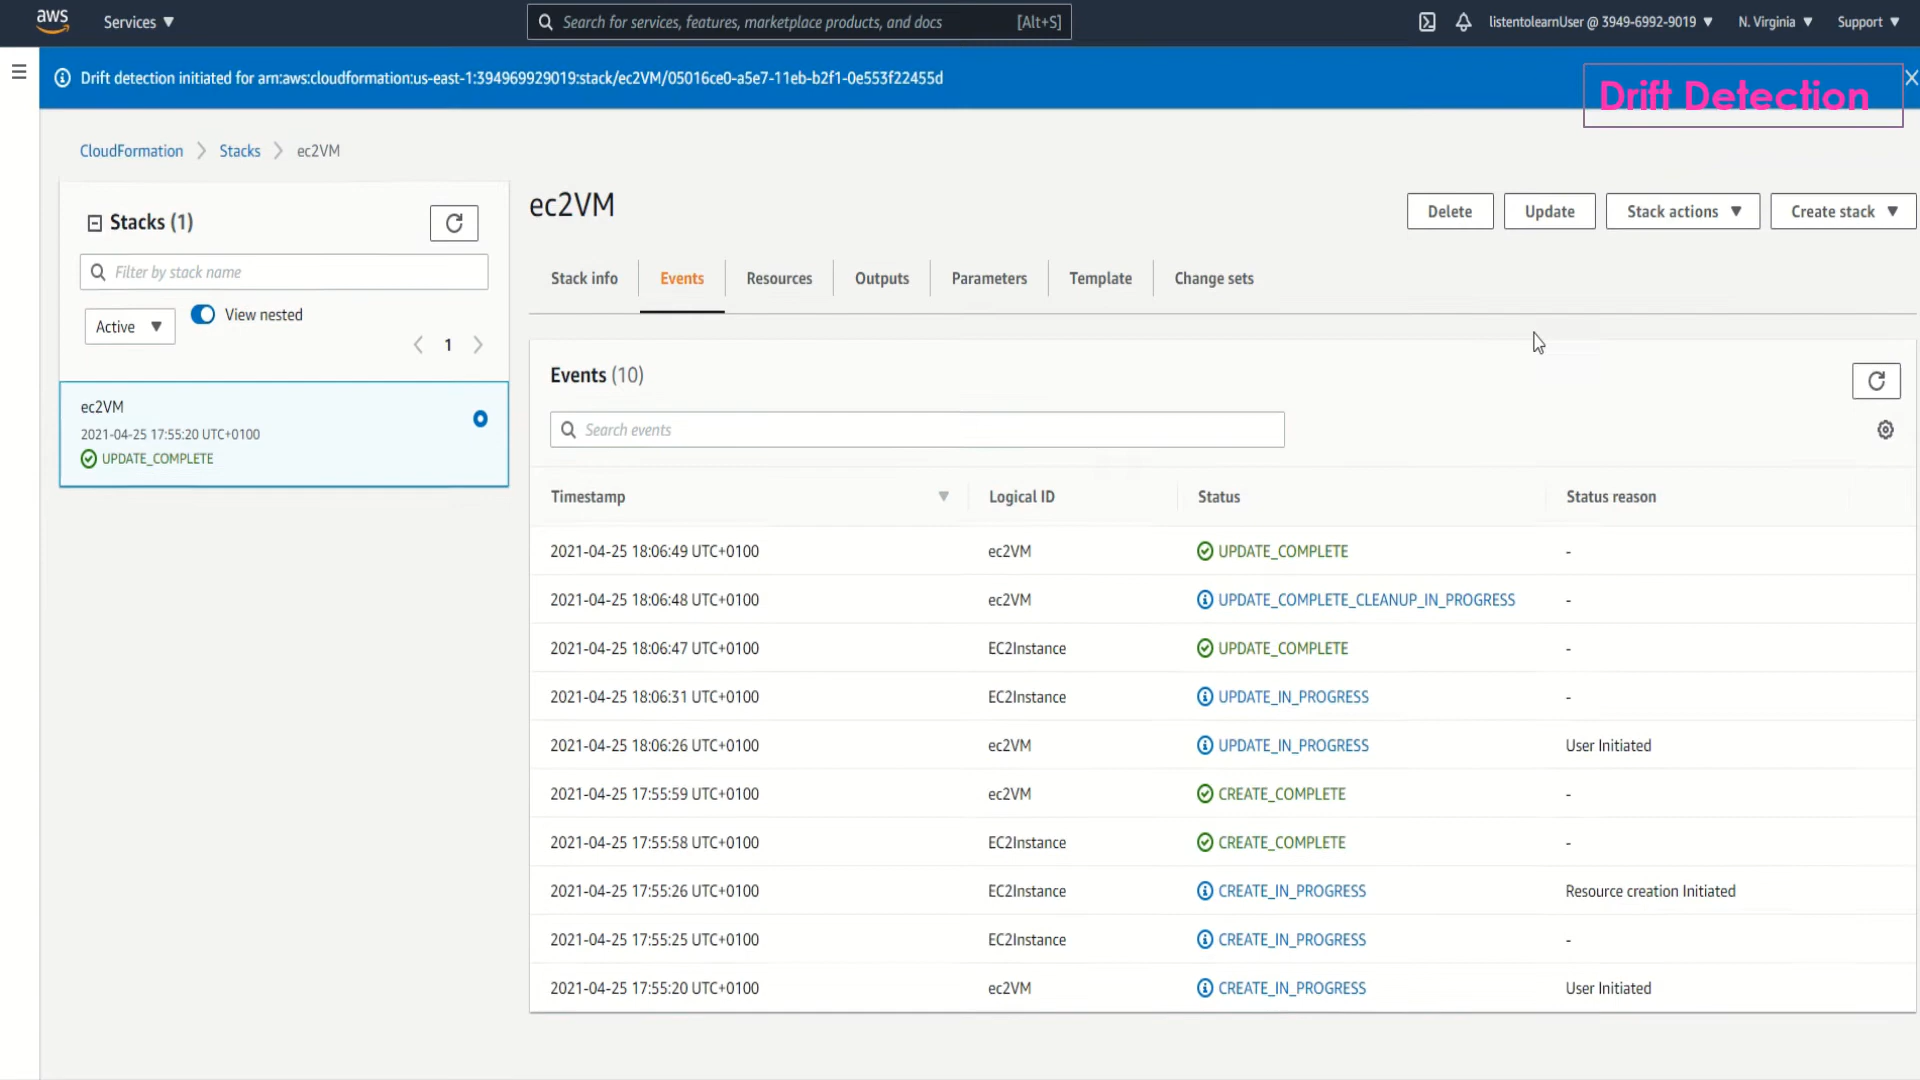 aws Services Search for services, features, marketplace products, and docs [Alt+S] listentolearnUser @ 3949-6992-9019 N. Virginia Support
Drift detection initiated for arn:aws:cloudformation:us-east-1:394969929019:stack/ec2VM/05016ce0-a5e7-11eb-b2f1-0e553f22455d
Drift Detection
CloudFormation Stacks ec2VM
Stacks (1)
Filter by stack name
Active View nested
1
ec2VM
2021-04-25 17:55:20 UTC+0100
UPDATE_COMPLETE
ec2VM
Delete Update Stack actions Create stack
Stack info Events Resources Outputs Parameters Template Change sets
Events (10)
Search events
Timestamp Logical ID Status Status reason
2021-04-25 18:06:49 UTC+0100 ec2VM UPDATE_COMPLETE -
2021-04-25 18:06:48 UTC+0100 ec2VM UPDATE_COMPLETE_CLEANUP_IN_PROGRESS -
2021-04-25 18:06:47 UTC+0100 EC2Instance UPDATE_COMPLETE -
2021-04-25 18:06:31 UTC+0100 EC2Instance UPDATE_IN_PROGRESS -
2021-04-25 18:06:26 UTC+0100 ec2VM UPDATE_IN_PROGRESS User Initiated
2021-04-25 17:55:59 UTC+0100 ec2VM CREATE_COMPLETE -
2021-04-25 17:55:58 UTC+0100 EC2Instance CREATE_COMPLETE -
2021-04-25 17:55:26 UTC+0100 EC2Instance CREATE_IN_PROGRESS Resource creation Initiated
2021-04-25 17:55:25 UTC+0100 EC2Instance CREATE_IN_PROGRESS -
2021-04-25 17:55:20 UTC+0100 ec2VM CREATE_IN_PROGRESS User Initiated